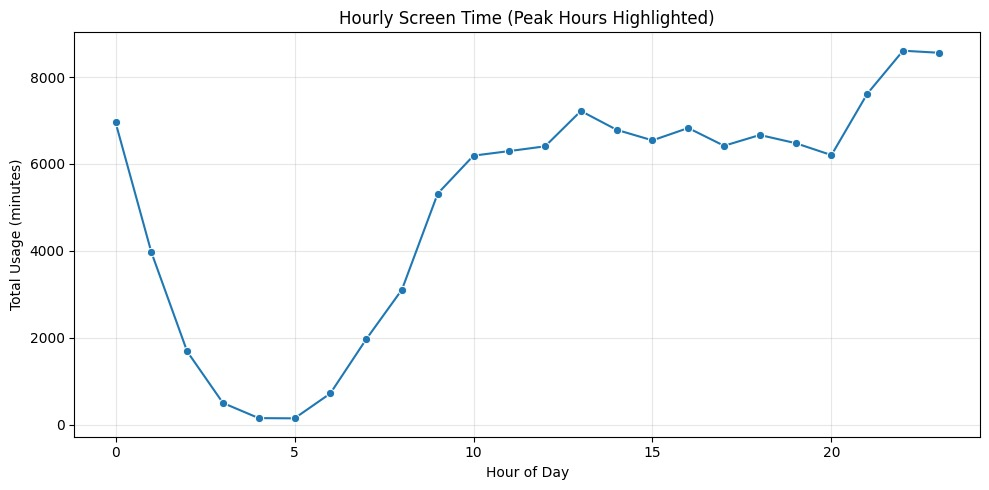 Hourly Screen Time (Peak Hours Highlighted)
Total Usage (minutes)
8000
6000
4000
2000
0
0 5 10 15 20
Hour of Day